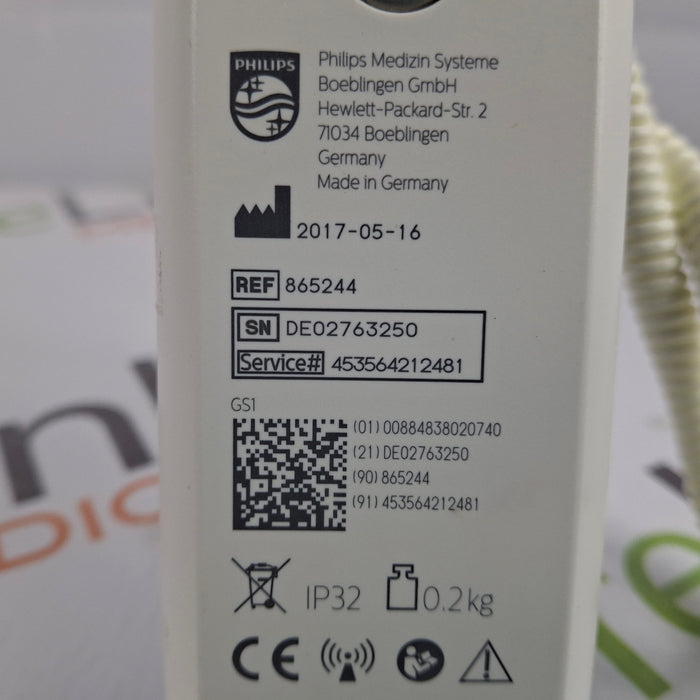 PHILIPS
Philips Medizin Systeme
Boeblingen GmbH
Hewlett-Packard-Str. 2
71034 Boeblingen
Germany
Made in Germany
2017-05-16
REF 865244
SN DE02763250
Service# 453564212481
GS1
(01) 00884838020740
(21) DE02763250
(90) 865244
(91) 453564212481
IP32 0.2kg
CE